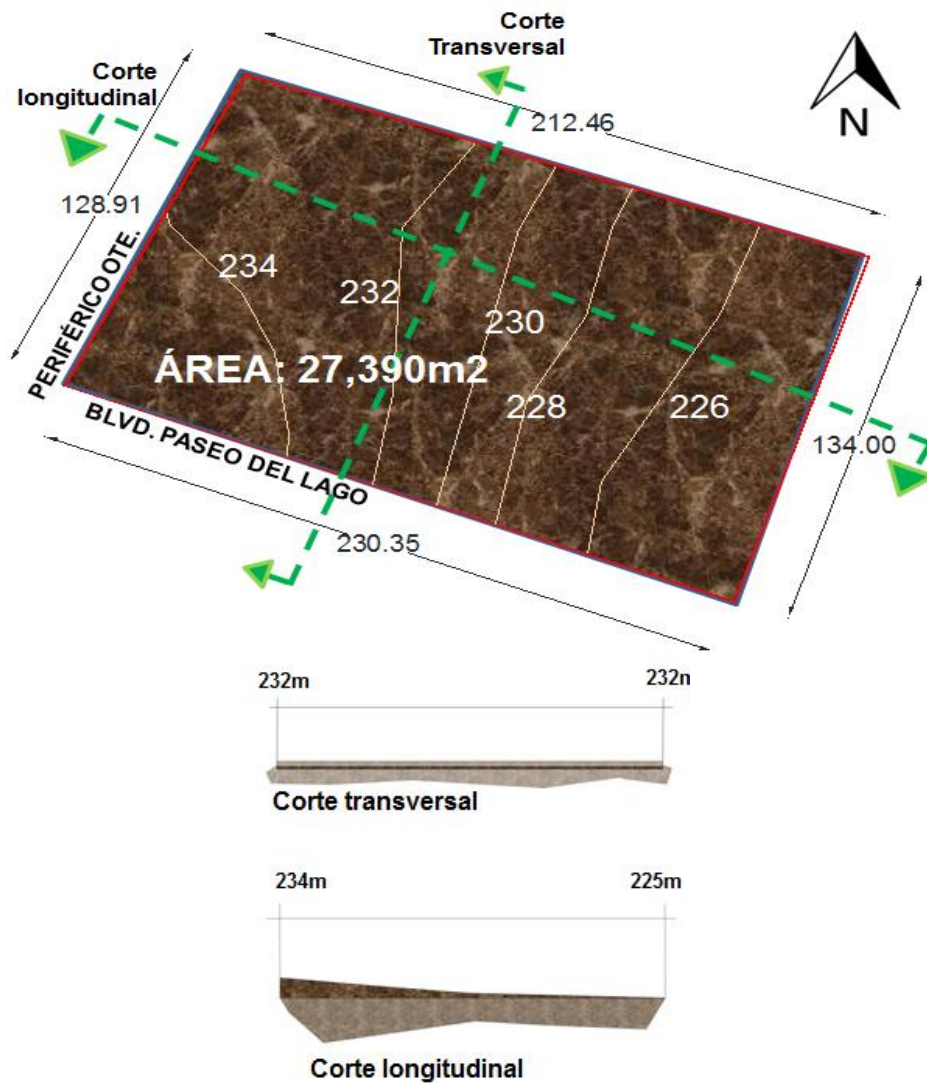 Corte
Transversal
Corte
longitudinal
212.46
N
128.91
PERIFÉRICO OTE.
234
232
230
ÁREA: 27,390m2
228
226
BLVD. PASEO DEL LAGO
134.00
230.35
232m
232n
Corte transversal
234m
225m
Corte longitudinal